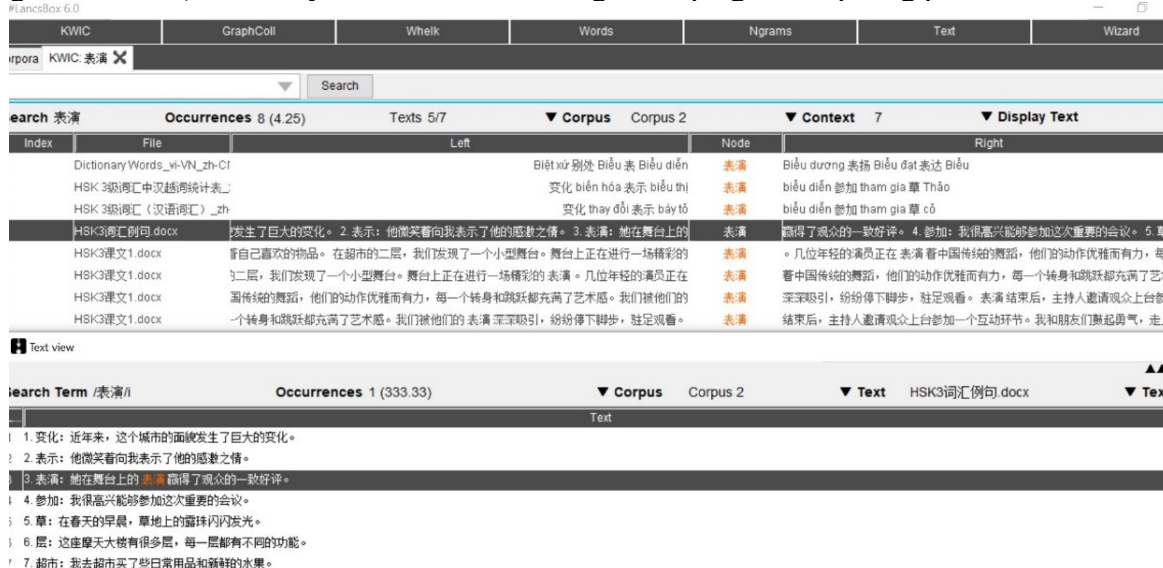 #LancsBox 6.0
KWIC GraphColl Whelk Words Ngrams Text Wizard
rpora KWIC: 表演
Search
earch 表演 Occurrences 8 (4.25) Texts 5/7 ▼ Corpus Corpus 2 ▼ Context 7 ▼ Display Text
Index File Left Node Right
Dictionary Words_vi-VN_zh-CN Biệt xứ 别处 Biểu 表 Biểu diễn 表演 Biểu dương 表扬 Biểu đạt 表达 Biểu
HSK 3级词汇中汉越词统计表_ 变化 biến hóa 表示 biểu thị 表演 biểu diễn 参加 tham gia 草 Thảo
HSK 3级词汇（汉语词汇）_zh- 变化 thay đổi 表示 bày tỏ 表演 biểu diễn 参加 tham gia 草 cỏ
HSK3词汇例句.docx 发生了巨大的变化。 2.表示：他微笑着向我表示了他的感激之情。 3.表演：她在舞台上的 表演 赢得了观众的一致好评。 4.参加：我很高兴能够参加这次重要的会议。 5.
HSK3课文1.docx 自己喜欢的物品。 在超市的二层，我们发现了一个小型舞台。舞台上正在进行一场精彩的 表演 。几位年轻的演员正在 表演 着中国传统的舞蹈，他们的动作优雅而有力，每
HSK3课文1.docx 二层，我们发现了一个小型舞台。舞台上正在进行一场精彩的 表演 。几位年轻的演员正在 表演 着中国传统的舞蹈，他们的动作优雅而有力，每一个转身和跳跃都充满了艺
HSK3课文1.docx 国传统的舞蹈，他们的动作优雅而有力，每一个转身和跳跃都充满了艺术感。我们被他们的 表演 深深吸引，纷纷停下脚步，驻足观看。 表演 结束后，主持人邀请观众上台
HSK3课文1.docx 一个转身和跳跃都充满了艺术感。我们被他们的 表演 深深吸引，纷纷停下脚步，驻足观看。 表演 结束后，主持人邀请观众上台参加一个互动环节。我和朋友们鼓起勇气，走
Text view
earch Term /表演/i Occurrences 1 (333.33) ▼ Corpus Corpus 2 ▼ Text HSK3词汇例句.docx ▼ Tex
Text
1 1.变化：近年来，这个城市的面貌发生了巨大的变化。
2 2.表示：他微笑着向我表示了他的感激之情。
3 3.表演：她在舞台上的 表演 赢得了观众的一致好评。
4 4.参加：我很高兴能够参加这次重要的会议。
5 5.草：在春天的早晨，草地上的露珠闪闪发光。
6 6.层：这座摩天大楼有很多层，每一层都有不同的功能。
7 7.超市：我去超市买了些日常用品和新鲜的水果。